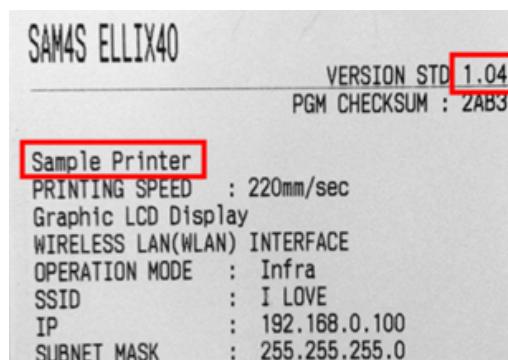 SAM4S ELLIX40
VERSION STD 1.04
PGM CHECKSUM : 2AB3
Sample Printer
PRINTING SPEED : 220mm/sec
Graphic LCD Display
WIRELESS LAN(WLAN) INTERFACE
OPERATION MODE : Infra
SSID : I LOVE
IP : 192.168.0.100
SUBNET MASK : 255.255.255.0